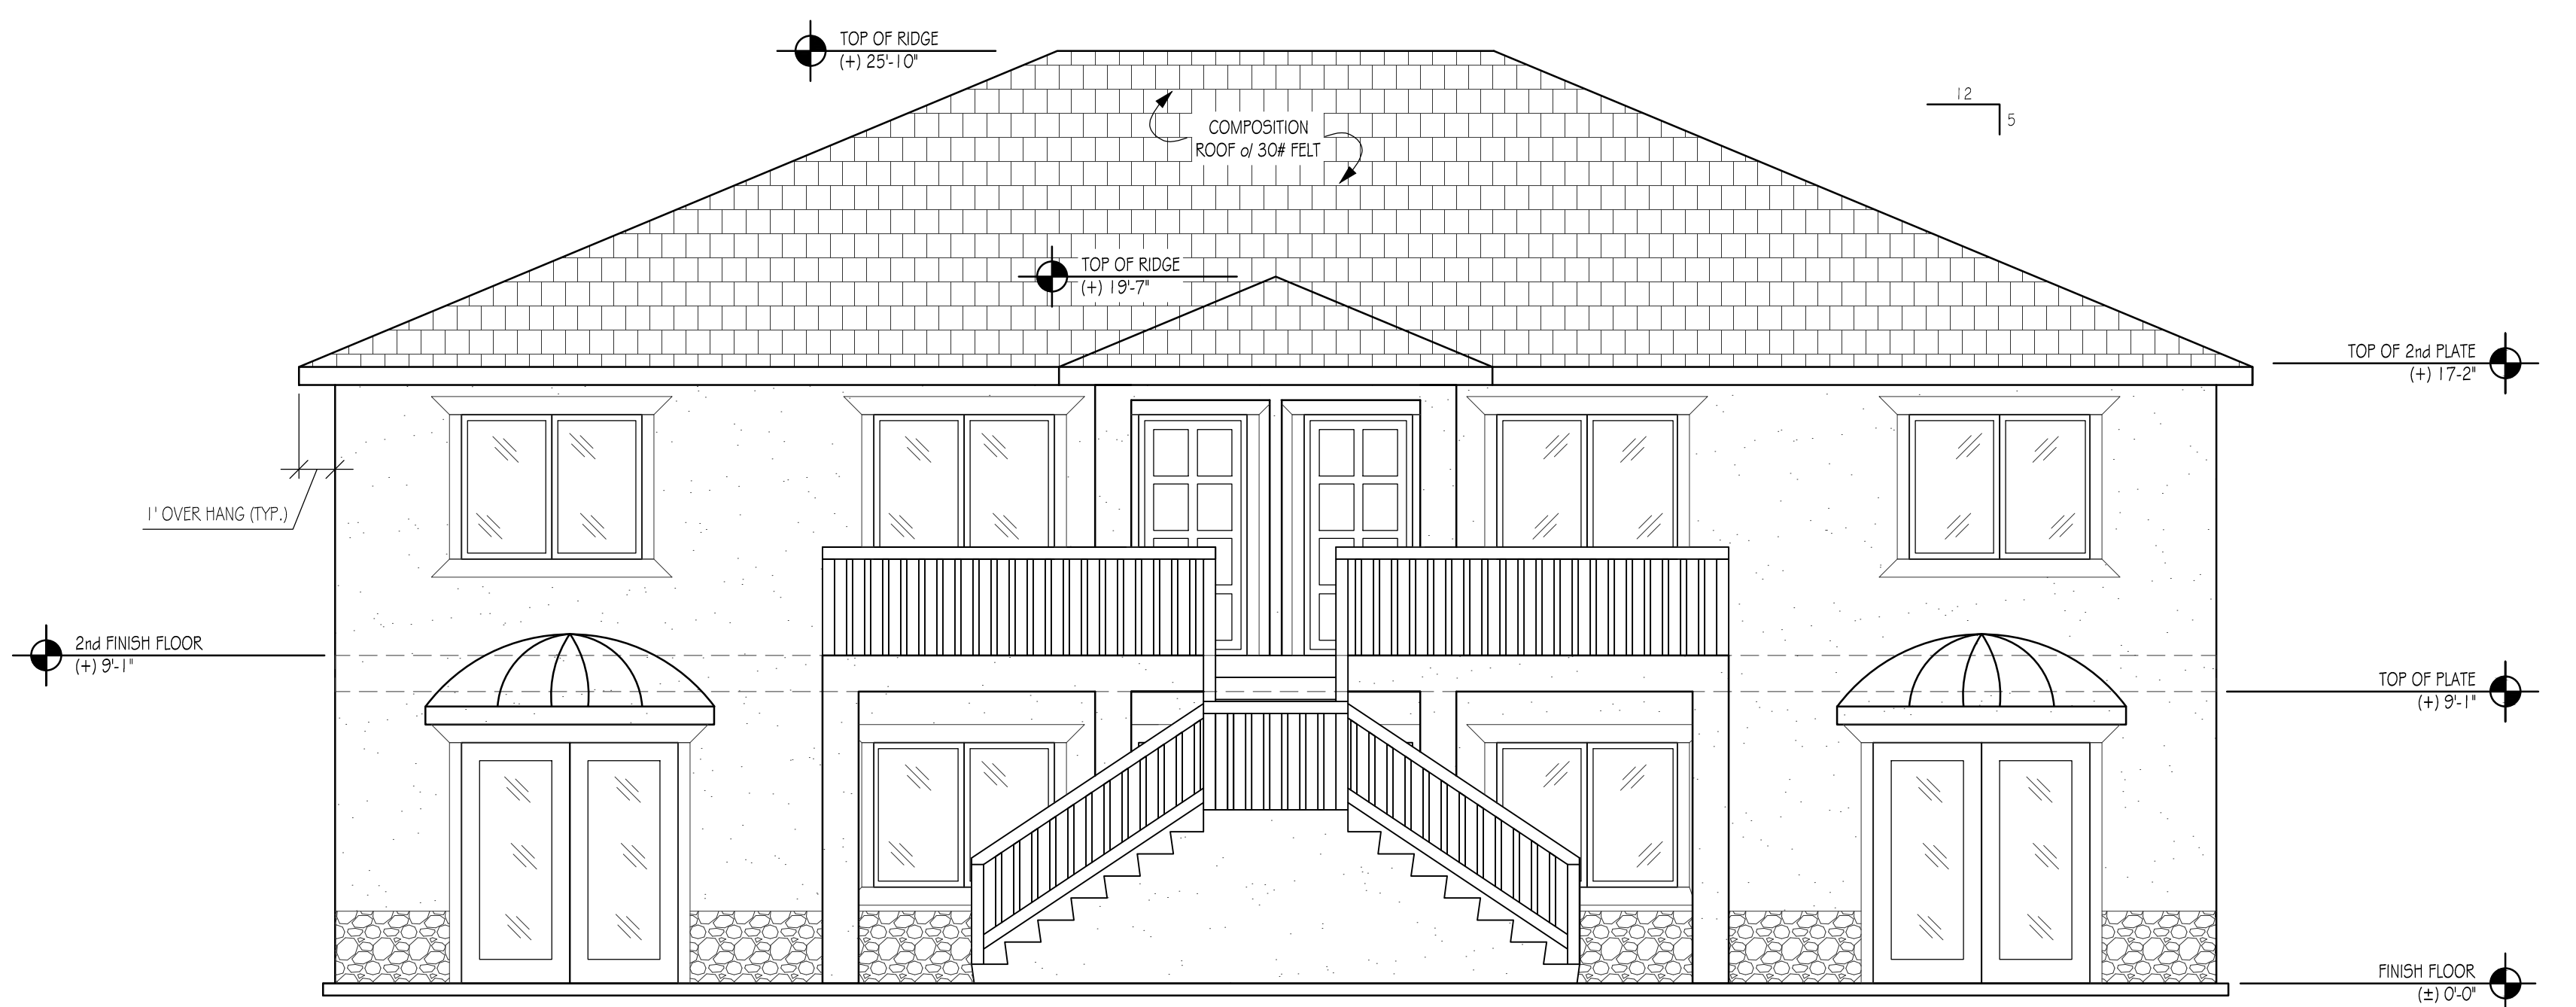 TOP OF RIDGE
(+) 25'-10"
12
5
COMPOSITION
ROOF o/ 30# FELT
TOP OF RIDGE
(+) 19'-7"
TOP OF 2nd PLATE
(+) 17-2"
1' OVER HANG (TYP.)
2nd FINISH FLOOR
(+) 9'-1"
TOP OF PLATE
(+) 9'-1"
FINISH FLOOR
(±) 0'-0"